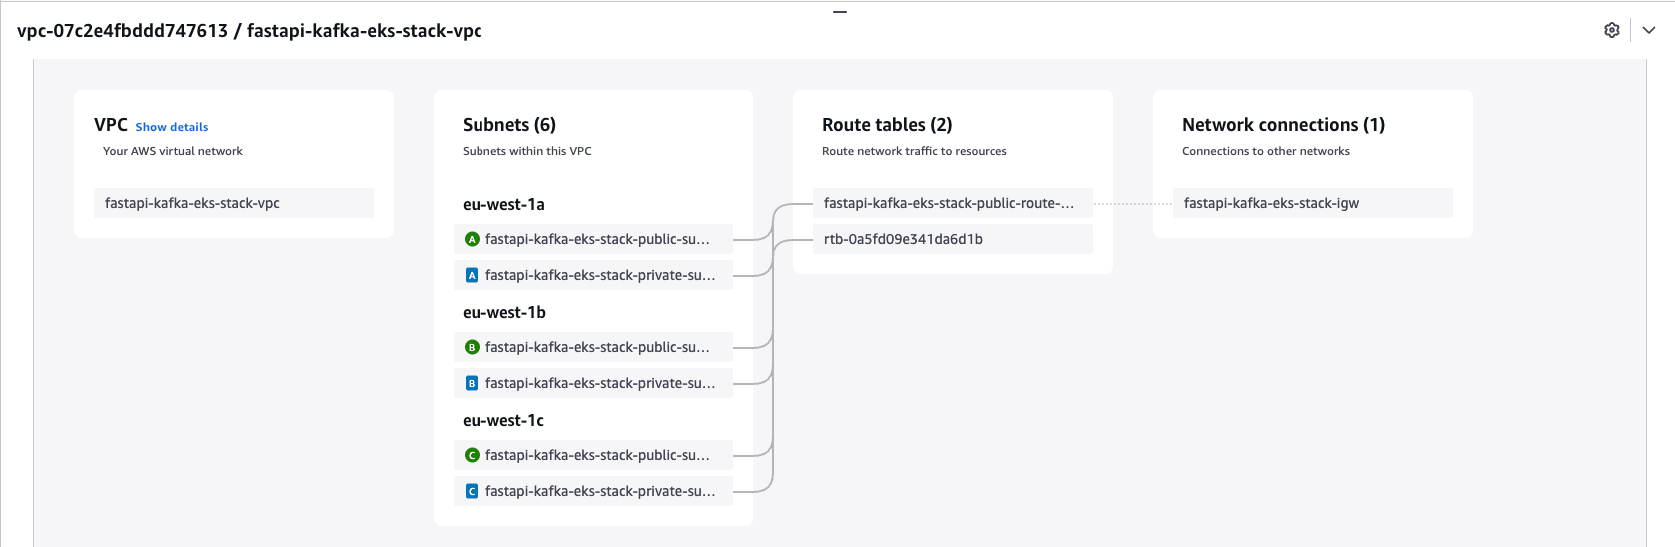 vpc-07c2e4fbddd747613 / fastapi-kafka-eks-stack-vpc
VPC Show details
Your AWS virtual network
fastapi-kafka-eks-stack-vpc
Subnets (6)
Subnets within this VPC
eu-west-1a
A fastapi-kafka-eks-stack-public-su...
A fastapi-kafka-eks-stack-private-su...
eu-west-1b
B fastapi-kafka-eks-stack-public-su...
B fastapi-kafka-eks-stack-private-su...
eu-west-1c
C fastapi-kafka-eks-stack-public-su...
C fastapi-kafka-eks-stack-private-su...
Route tables (2)
Route network traffic to resources
fastapi-kafka-eks-stack-public-route-...
rtb-0a5fd09e341da6d1b
Network connections (1)
Connections to other networks
fastapi-kafka-eks-stack-igw